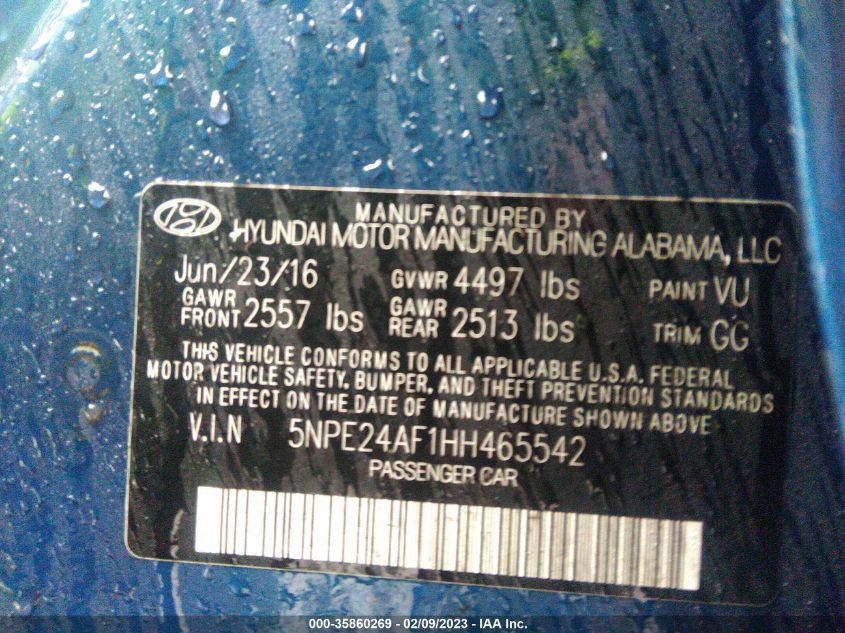 MANUFACTURED BY
HYUNDAI MOTOR MANUFACTURING ALABAMA, LLC
Jun/23/16 GVWR 4497 lbs PAINT VU
GAWR FRONT 2557 lbs GAWR REAR 2513 lbs TRIM GG
THIS VEHICLE CONFORMS TO ALL APPLICABLE U.S.A. FEDERAL
MOTOR VEHICLE SAFETY, BUMPER, AND THEFT PREVENTION STANDARDS
IN EFFECT ON THE DATE OF MANUFACTURE SHOWN ABOVE
V.I.N 5NPE24AF1HH465542
PASSENGER CAR
000-35860269 - 02/09/2023 - IAA Inc.